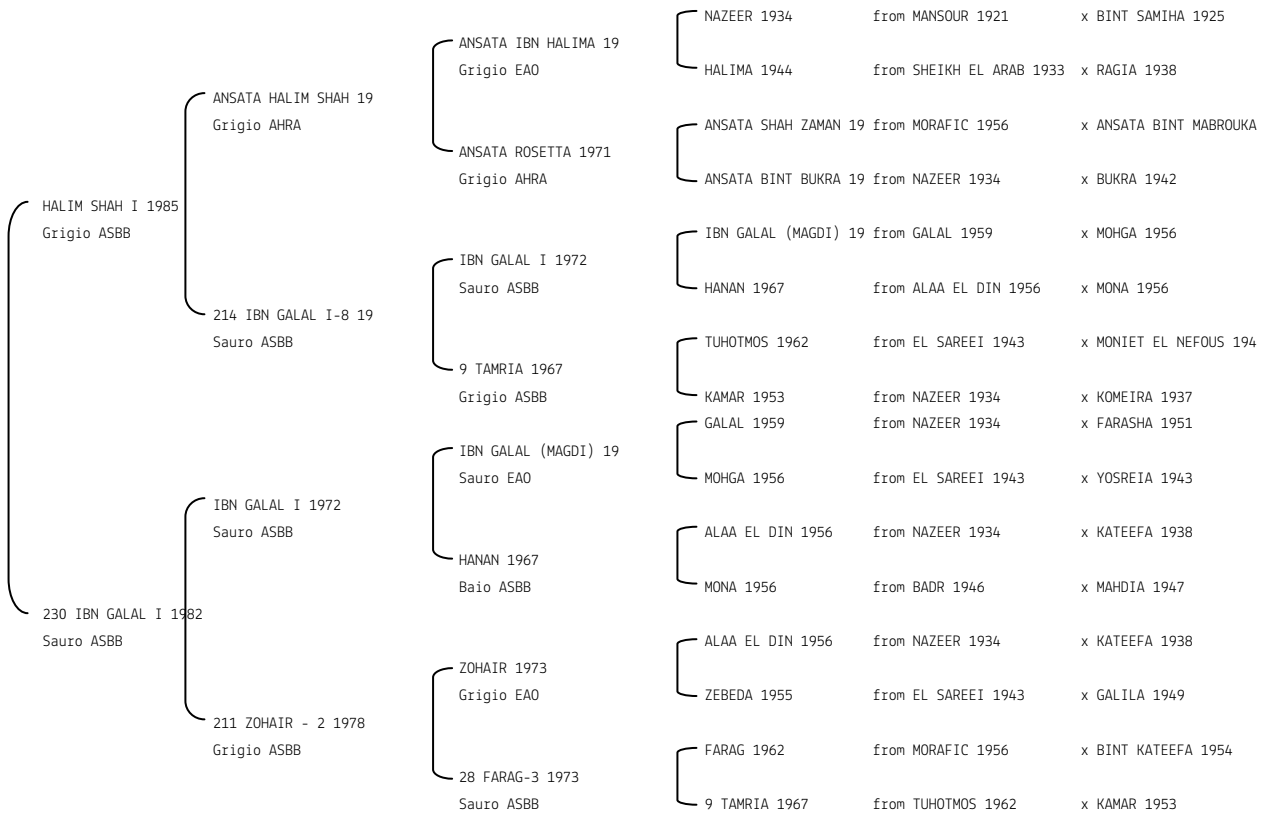 NAZEER 1934 from MANSOUR 1921 x BINT SAMIHA 1925
ANSATA IBN HALIMA 19
Grigio EAO
HALIMA 1944 from SHEIKH EL ARAB 1933 x RAGIA 1938
ANSATA HALIM SHAH 19
Grigio AHRA
ANSATA SHAH ZAMAN 19 from MORAFIC 1956 x ANSATA BINT MABROUKA
ANSATA ROSETTA 1971
Grigio AHRA
ANSATA BINT BUKRA 19 from NAZEER 1934 x BUKRA 1942
HALIM SHAH I 1985
Grigio ASBB
IBN GALAL (MAGDI) 19 from GALAL 1959 x MOHGA 1956
IBN GALAL I 1972
Sauro ASBB
HANAN 1967 from ALAA EL DIN 1956 x MONA 1956
214 IBN GALAL I-8 19
Sauro ASBB
TUHOTMOS 1962 from EL SAREEI 1943 x MONIET EL NEFOUS 194
9 TAMRIA 1967
Grigio ASBB
KAMAR 1953 from NAZEER 1934 x KOMEIRA 1937
GALAL 1959 from NAZEER 1934 x FARASHA 1951
IBN GALAL (MAGDI) 19
Sauro EAO
MOHGA 1956 from EL SAREEI 1943 x YOSREIA 1943
IBN GALAL I 1972
Sauro ASBB
ALAA EL DIN 1956 from NAZEER 1934 x KATEEFA 1938
HANAN 1967
Baio ASBB
MONA 1956 from BADR 1946 x MAHDIA 1947
230 IBN GALAL I 1982
Sauro ASBB
ALAA EL DIN 1956 from NAZEER 1934 x KATEEFA 1938
ZOHAIR 1973
Grigio EAO
ZEBEDA 1955 from EL SAREEI 1943 x GALILA 1949
211 ZOHAIR - 2 1978
Grigio ASBB
FARAG 1962 from MORAFIC 1956 x BINT KATEEFA 1954
28 FARAG-3 1973
Sauro ASBB
9 TAMRIA 1967 from TUHOTMOS 1962 x KAMAR 1953